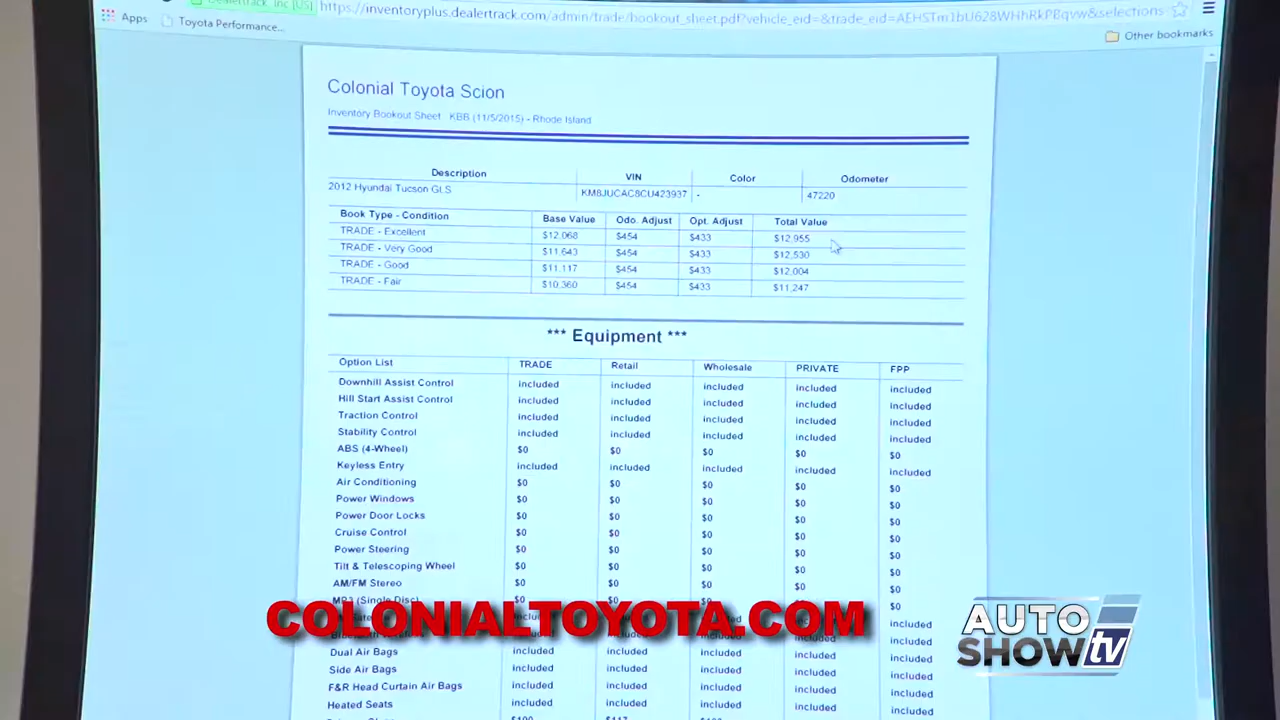 Dealertrack, Inc [US] https://inventoryplus.dealertrack.com/admin/trade/bookout_sheet.pdf?vehicle_eid=&trade_eid=
Apps Toyota Performance... Other bookmarks
Colonial Toyota Scion
Inventory Bookout Sheet KBB (11/5/2015) - Rhode Island
Description VIN Color Odometer
2012 Hyundai Tucson GLS KM8JUCAC8CU423937 - 47220
Book Type - Condition Base Value Odo. Adjust Opt. Adjust Total Value
TRADE - Excellent $12,068 $454 $433 $12,955
TRADE - Very Good $11,643 $454 $433 $12,530
TRADE - Good $11,117 $454 $433 $12,004
TRADE - Fair $10,360 $454 $433 $11,247
*** Equipment ***
Option List TRADE Retail Wholesale PRIVATE FPP
Downhill Assist Control included included included included included
Hill Start Assist Control included included included included included
Traction Control included included included included included
Stability Control included included included included included
ABS (4-Wheel) $0 $0 $0 $0 $0
Keyless Entry included included included included included
Air Conditioning $0 $0 $0 $0 $0
Power Windows $0 $0 $0 $0 $0
Power Door Locks $0 $0 $0 $0 $0
Cruise Control $0 $0 $0 $0 $0
Power Steering $0 $0 $0 $0 $0
Tilt & Telescoping Wheel $0 $0 $0 $0 $0
AM/FM Stereo $0 $0 $0 $0 $0
MP3 (Single Disc) $0 $0
COLONIALTOYOTA.COM
included
included
Dual Air Bags included included included included included
Side Air Bags included included included included included
F&R Head Curtain Air Bags included included included included included
Heated Seats included included included included included
AUTO
SHOW tv